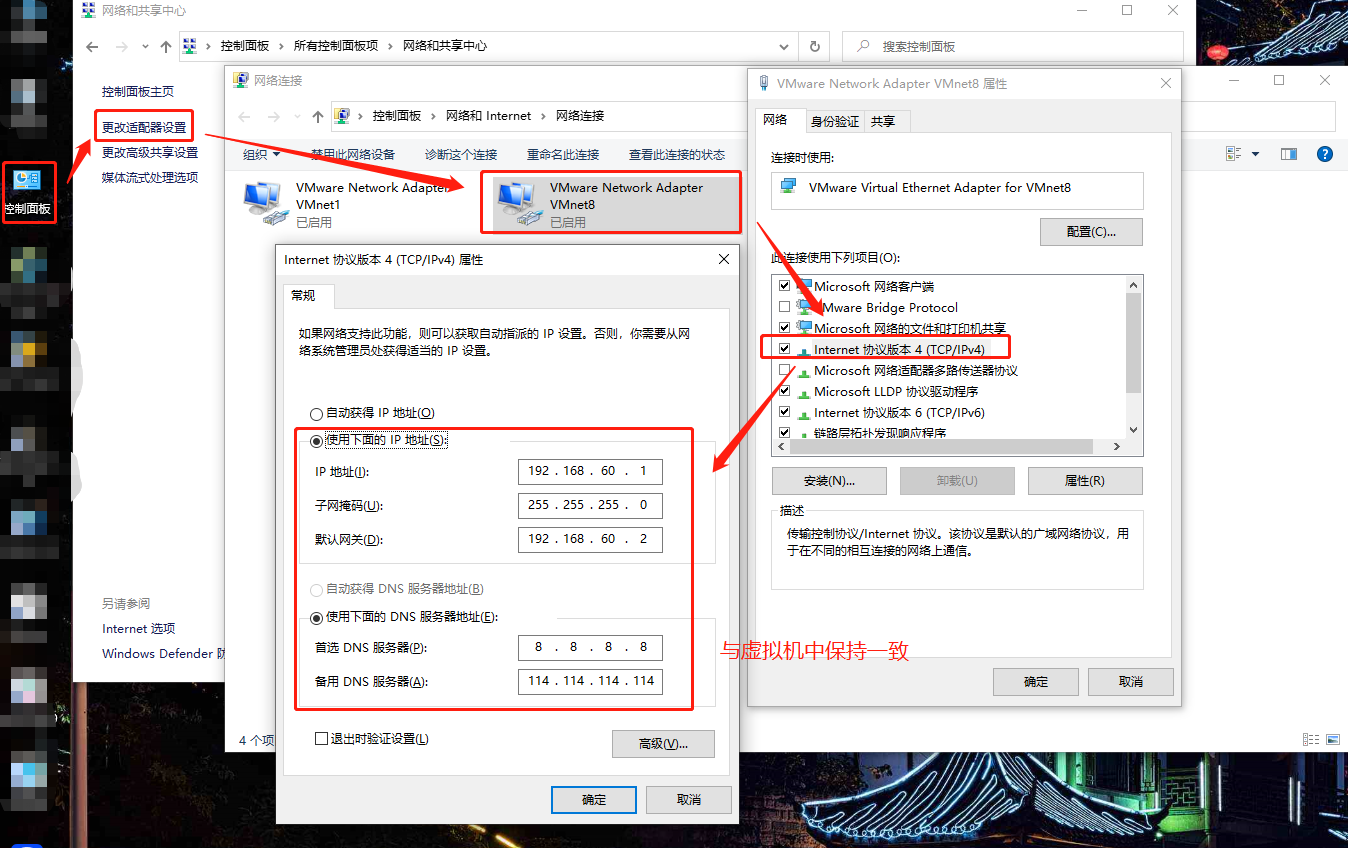 控制面板
网络和共享中心
控制面板 › 所有控制面板项 › 网络和共享中心
搜索控制面板
控制面板主页
更改适配器设置
更改高级共享设置
媒体流式处理选项
另请参阅
Internet 选项
Windows Defender
网络连接
控制面板 › 网络和 Internet › 网络连接
组织 禁用此网络设备 诊断这个连接 重命名此连接 查看此连接的状态
VMware Network Adapter
VMnet1
已启用
VMware Network Adapter
VMnet8
已启用
4 个项
Internet 协议版本 4 (TCP/IPv4) 属性
常规
如果网络支持此功能，则可以获取自动指派的 IP 设置。否则，你需要从网
络系统管理员处获得适当的 IP 设置。
自动获得 IP 地址(O)
使用下面的 IP 地址(S):
IP 地址(I): 192 . 168 . 60 . 1
子网掩码(U): 255 . 255 . 255 . 0
默认网关(D): 192 . 168 . 60 . 2
自动获得 DNS 服务器地址(B)
使用下面的 DNS 服务器地址(E):
首选 DNS 服务器(P): 8 . 8 . 8 . 8
备用 DNS 服务器(A): 114 . 114 . 114 . 114
退出时验证设置(L)
高级(V)...
确定 取消
VMware Network Adapter VMnet8 属性
网络 身份验证 共享
连接时使用:
VMware Virtual Ethernet Adapter for VMnet8
配置(C)...
此连接使用下列项目(O):
Microsoft 网络客户端
Mware Bridge Protocol
Microsoft 网络的文件和打印机共享
Internet 协议版本 4 (TCP/IPv4)
Microsoft 网络适配器多路传送器协议
Microsoft LLDP 协议驱动程序
Internet 协议版本 6 (TCP/IPv6)
链路层拓扑发现响应程序
安装(N)... 卸载(U) 属性(R)
描述
传输控制协议/Internet 协议。该协议是默认的广域网络协议，用
于在不同的相互连接的网络上通信。
确定 取消
与虚拟机中保持一致